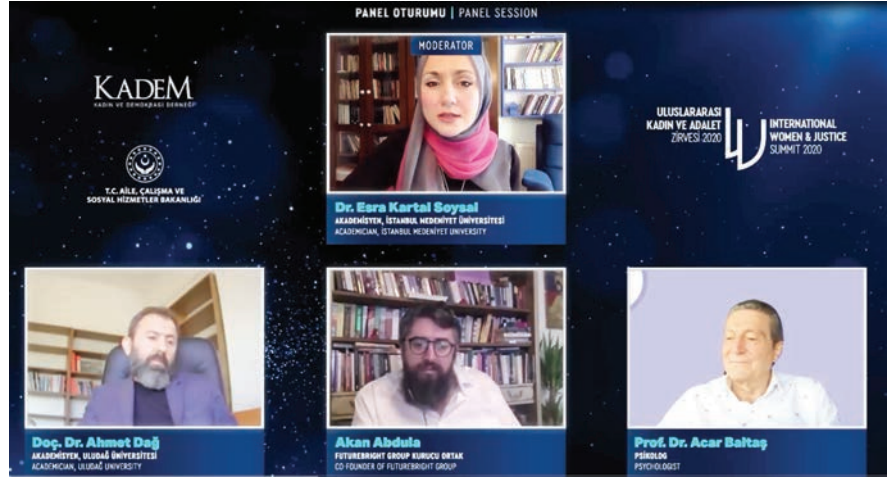 PANEL OTURUMU | PANEL SESSION
MODERATOR
KADEM
KADIN VE DEMOKRASİ DERNEĞİ
T.C. AİLE, ÇALIŞMA VE
SOSYAL HİZMETLER BAKANLIĞI
ULUSLARARASI
KADIN VE ADALET
ZİRVESİ 2020
INTERNATIONAL
WOMEN & JUSTICE
SUMMIT 2020
Dr. Esra Kartal Soysal
AKADEMİSYEN, İSTANBUL MEDENİYET ÜNİVERSİTESİ
ACADEMICIAN, İSTANBUL MEDENİYET UNIVERSITY
Doç. Dr. Ahmet Dağ
AKADEMİSYEN, ULUDAĞ ÜNİVERSİTESİ
ACADEMICIAN, ULUDAĞ UNIVERSITY
Akan Abdula
FUTUREBRIGHT GROUP KURUCU ORTAK
CO FOUNDER OF FUTUREBRIGHT GROUP
Prof. Dr. Acar Baltaş
PSİKOLOG
PSYCHOLOGIST